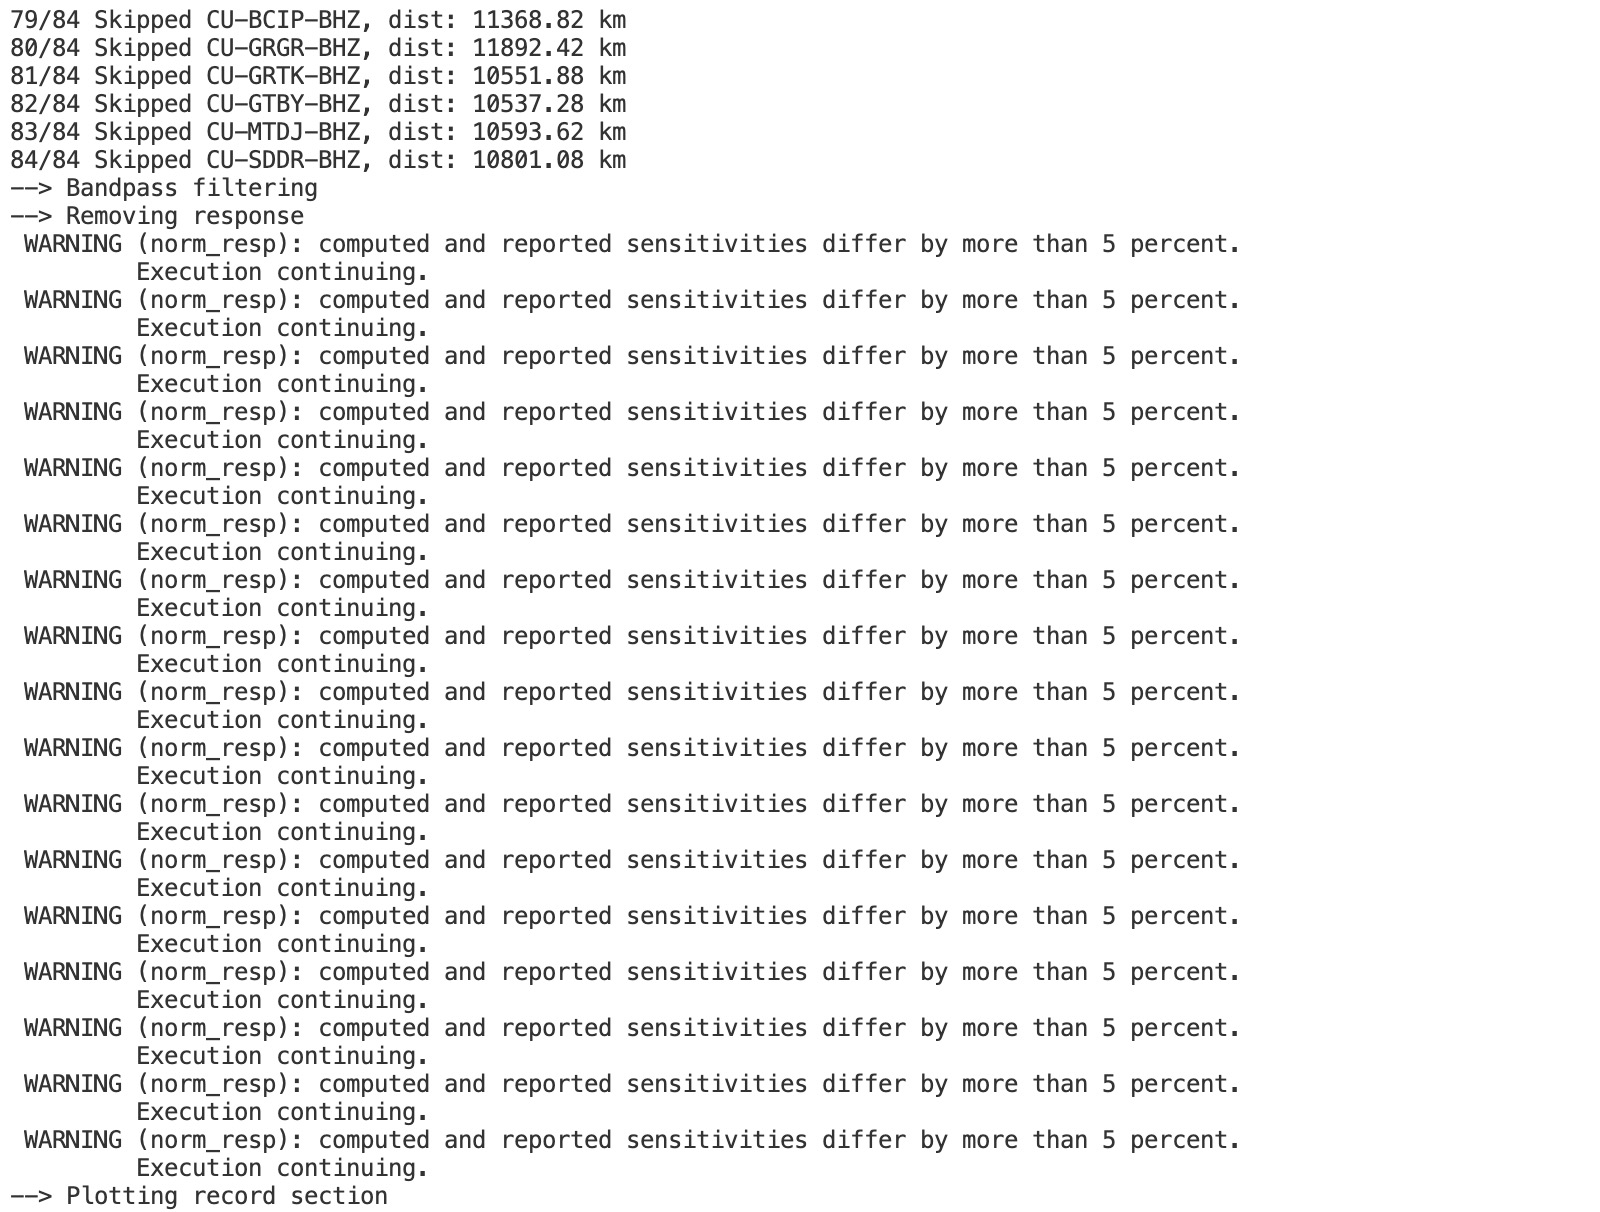 79/84 Skipped CU-BCIP-BHZ, dist: 11368.82 km
80/84 Skipped CU-GRGR-BHZ, dist: 11892.42 km
81/84 Skipped CU-GRTK-BHZ, dist: 10551.88 km
82/84 Skipped CU-GTBY-BHZ, dist: 10537.28 km
83/84 Skipped CU-MTDJ-BHZ, dist: 10593.62 km
84/84 Skipped CU-SDDR-BHZ, dist: 10801.08 km
--> Bandpass filtering
--> Removing response
WARNING (norm_resp): computed and reported sensitivities differ by more than 5 percent.
Execution continuing.
WARNING (norm_resp): computed and reported sensitivities differ by more than 5 percent.
Execution continuing.
WARNING (norm_resp): computed and reported sensitivities differ by more than 5 percent.
Execution continuing.
WARNING (norm_resp): computed and reported sensitivities differ by more than 5 percent.
Execution continuing.
WARNING (norm_resp): computed and reported sensitivities differ by more than 5 percent.
Execution continuing.
WARNING (norm_resp): computed and reported sensitivities differ by more than 5 percent.
Execution continuing.
WARNING (norm_resp): computed and reported sensitivities differ by more than 5 percent.
Execution continuing.
WARNING (norm_resp): computed and reported sensitivities differ by more than 5 percent.
Execution continuing.
WARNING (norm_resp): computed and reported sensitivities differ by more than 5 percent.
Execution continuing.
WARNING (norm_resp): computed and reported sensitivities differ by more than 5 percent.
Execution continuing.
WARNING (norm_resp): computed and reported sensitivities differ by more than 5 percent.
Execution continuing.
WARNING (norm_resp): computed and reported sensitivities differ by more than 5 percent.
Execution continuing.
WARNING (norm_resp): computed and reported sensitivities differ by more than 5 percent.
Execution continuing.
WARNING (norm_resp): computed and reported sensitivities differ by more than 5 percent.
Execution continuing.
WARNING (norm_resp): computed and reported sensitivities differ by more than 5 percent.
Execution continuing.
WARNING (norm_resp): computed and reported sensitivities differ by more than 5 percent.
Execution continuing.
WARNING (norm_resp): computed and reported sensitivities differ by more than 5 percent.
Execution continuing.
--> Plotting record section